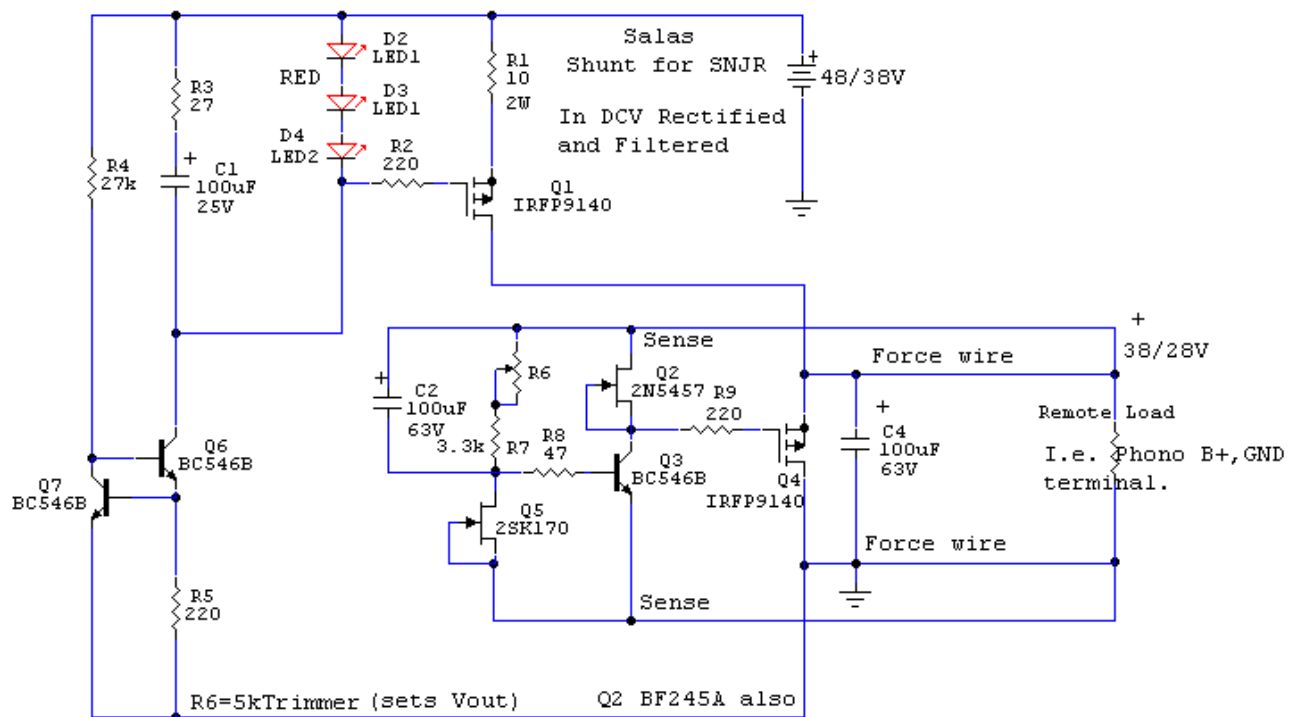 D2
LED1
RED
D3
LED1
D4
LED2
R3
27
R4
27k
C1
+
100uF
25V
R2
220
R1
10
2W
Q1
IRFP9140
Salas
Shunt for SNJR
In DCV Rectified
and Filtered
+
48/38V
Sense
+
38/28V
Force wire
R6
C2
+
100uF
63V
3.3k
R7
R8
47
Q2
2N5457
R9
220
Q3
BC546B
Q4
IRFP9140
+
C4
100uF
63V
Remote Load
I.e. Phono B+,GND
terminal.
Q6
BC546B
Q7
BC546B
Q5
2SK170
Force wire
Sense
R5
220
R6=5kTrimmer (sets Vout)
Q2 BF245A also